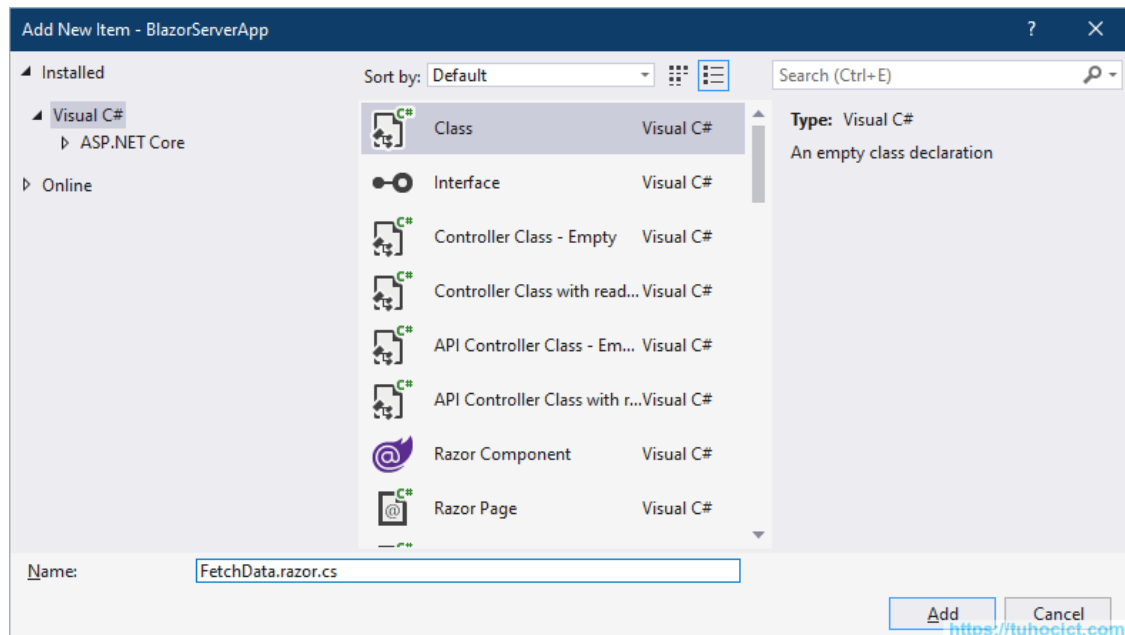 Add New Item - BlazorServerApp
?
Installed
Visual C#
ASP.NET Core
Online
Sort by: Default
Search (Ctrl+E)
C# Class Visual C#
Interface Visual C#
C# Controller Class - Empty Visual C#
C# Controller Class with read... Visual C#
C# API Controller Class - Em... Visual C#
C# API Controller Class with r...Visual C#
@ Razor Component Visual C#
C# @ Razor Page Visual C#
Type: Visual C#
An empty class declaration
Name: FetchData.razor.cs
Add Cancel
https://tuhocict.com